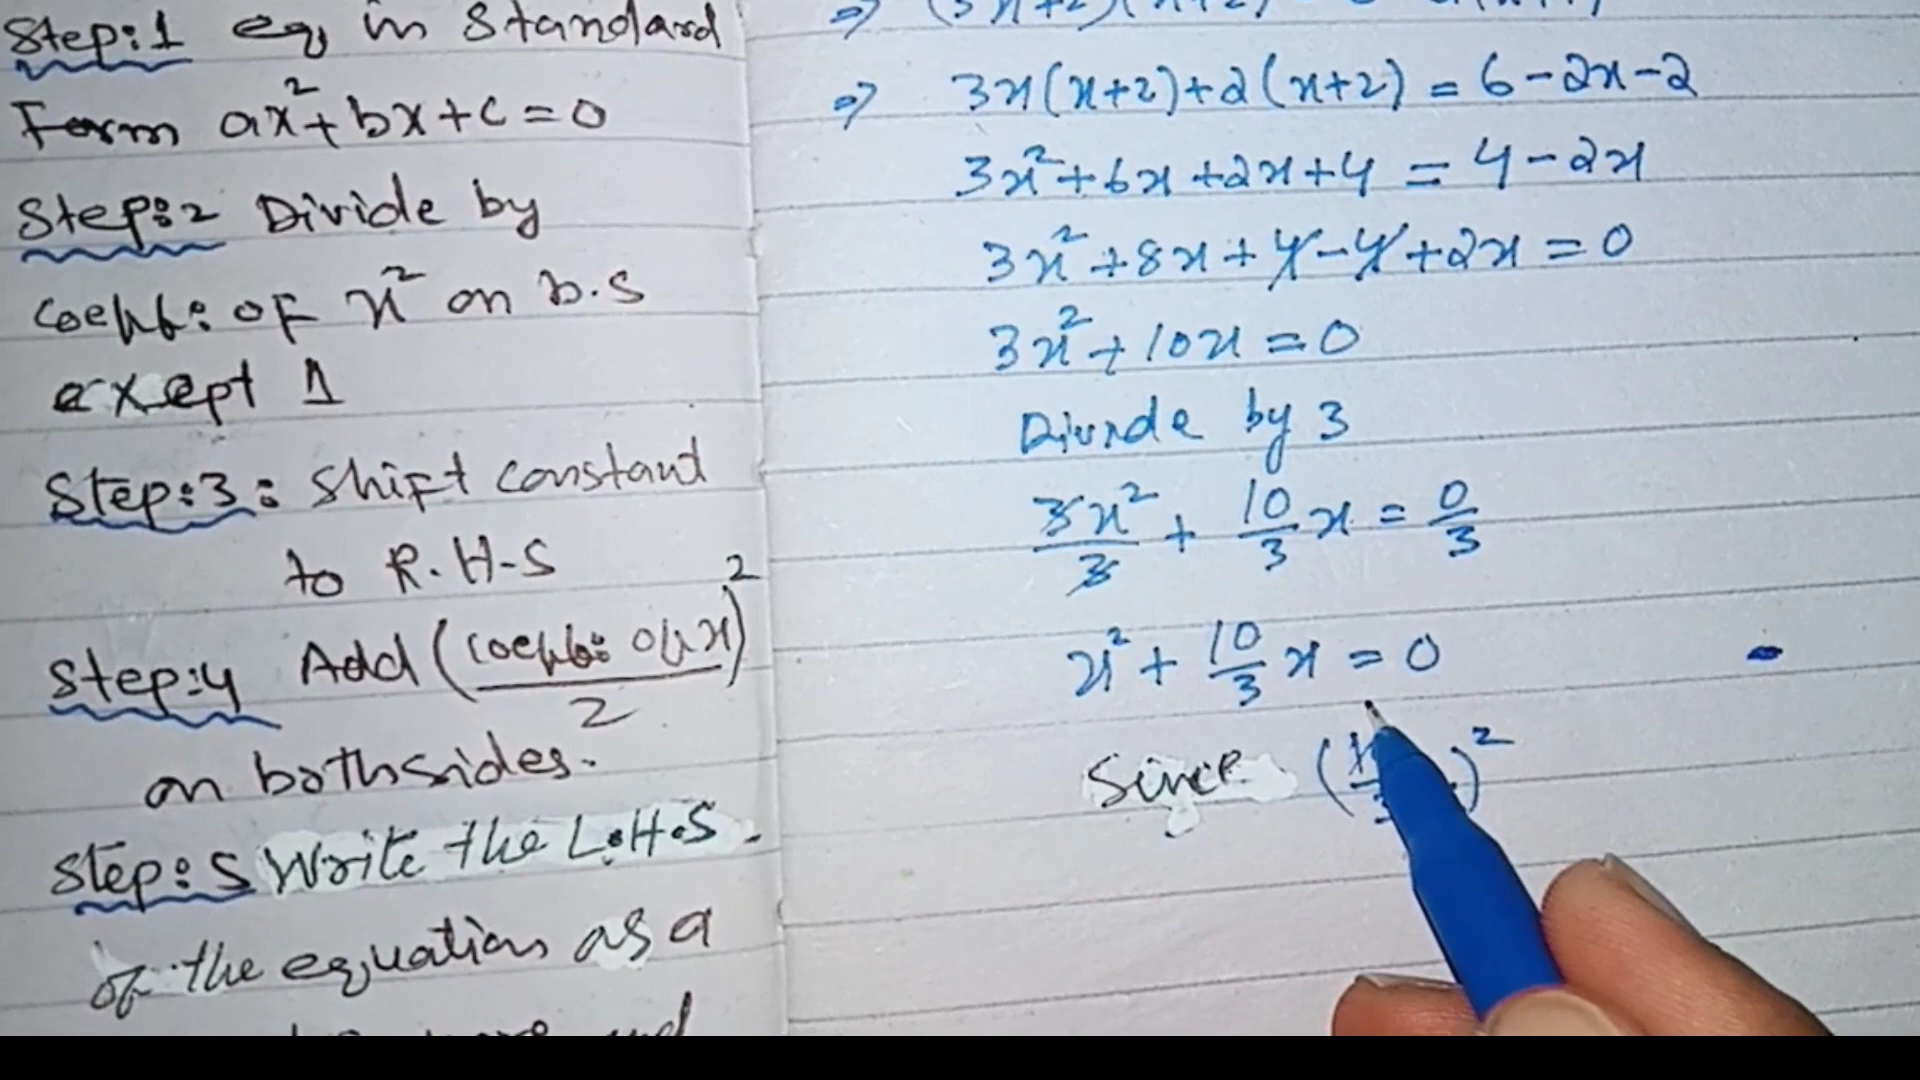 Step:1 eq in Standard
Form ax²+bx+c=0
Step:2 Divide by
coeff: of x² on b.s
except 1
Step:3: Shift constant
to R.H.S
Step:4 Add (coeff: of x/2)²
on bothsides.
Step:5 Write the L.H.S.
of the equation as a
⇒ 3x(x+2)+2(x+2)=6-2x-2
3x²+6x+2x+4=4-2x
3x²+8x+4-4+2x=0
3x²+10x=0
Divide by 3
3x²/3 + 10/3 x = 0/3
x² + 10/3 x = 0
Since